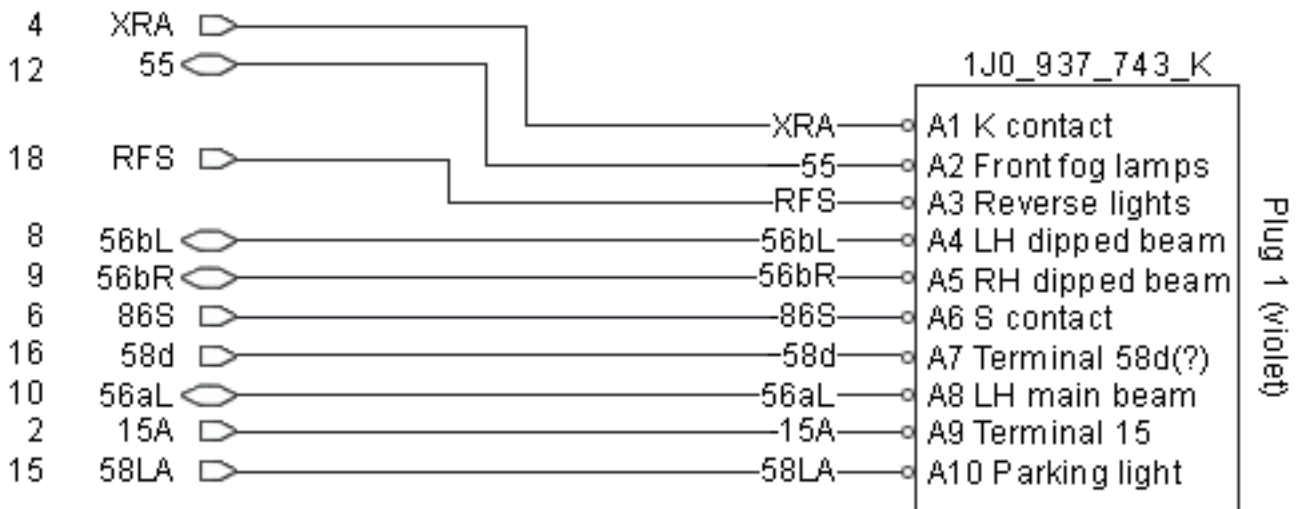 4 XRA
12 55
1J0_937_743_K
XRA A1 K contact
18 RFS
55 A2 Front fog lamps
RFS A3 Reverse lights
8 56bL 56bL A4 LH dipped beam
9 56bR 56bR A5 RH dipped beam
6 86S 86S A6 S contact
16 58d 58d A7 Terminal 58d(?)
10 56aL 56aL A8 LH main beam
2 15A 15A A9 Terminal 15
15 58LA 58LA A10 Parking light
Plug 1 (violet)